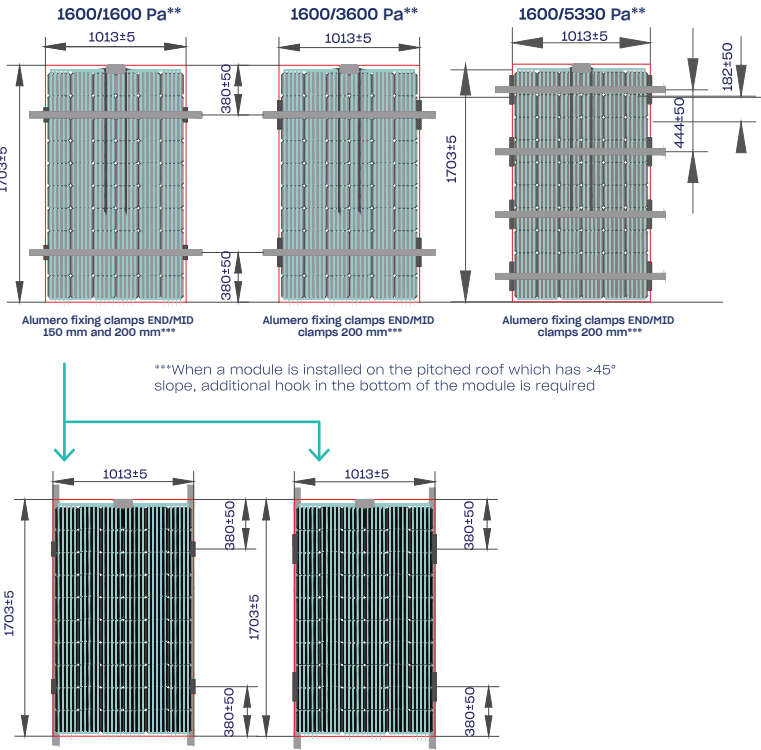 1600/1600 Pa**
1600/3600 Pa**
1600/5330 Pa**
1013±5
1013±5
1013±5
1703±5
380±50
380±50
1703±5
444±50
182±50
Alumero fixing clamps END/MID
150 mm and 200 mm***
Alumero fixing clamps END/MID
clamps 200 mm***
Alumero fixing clamps END/MID
clamps 200 mm***
***When a module is installed on the pitched roof which has >45°
slope, additional hook in the bottom of the module is required
1013±5
1013±5
1703±5
380±50
380±50
1703±5
380±50
380±50